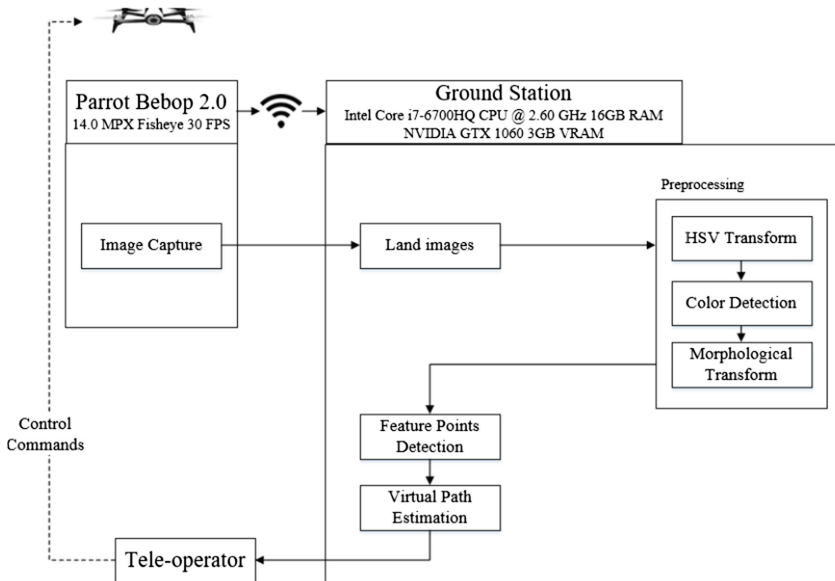 Parrot Bebop 2.0
14.0 MPX Fisheye 30 FPS
Ground Station
Intel Core i7-6700HQ CPU @ 2.60 GHz 16GB RAM
NVIDIA GTX 1060 3GB VRAM
Preprocessing
Image Capture
Land images
HSV Transform
Color Detection
Morphological
Transform
Feature Points
Detection
Virtual Path
Estimation
Control
Commands
Tele-operator